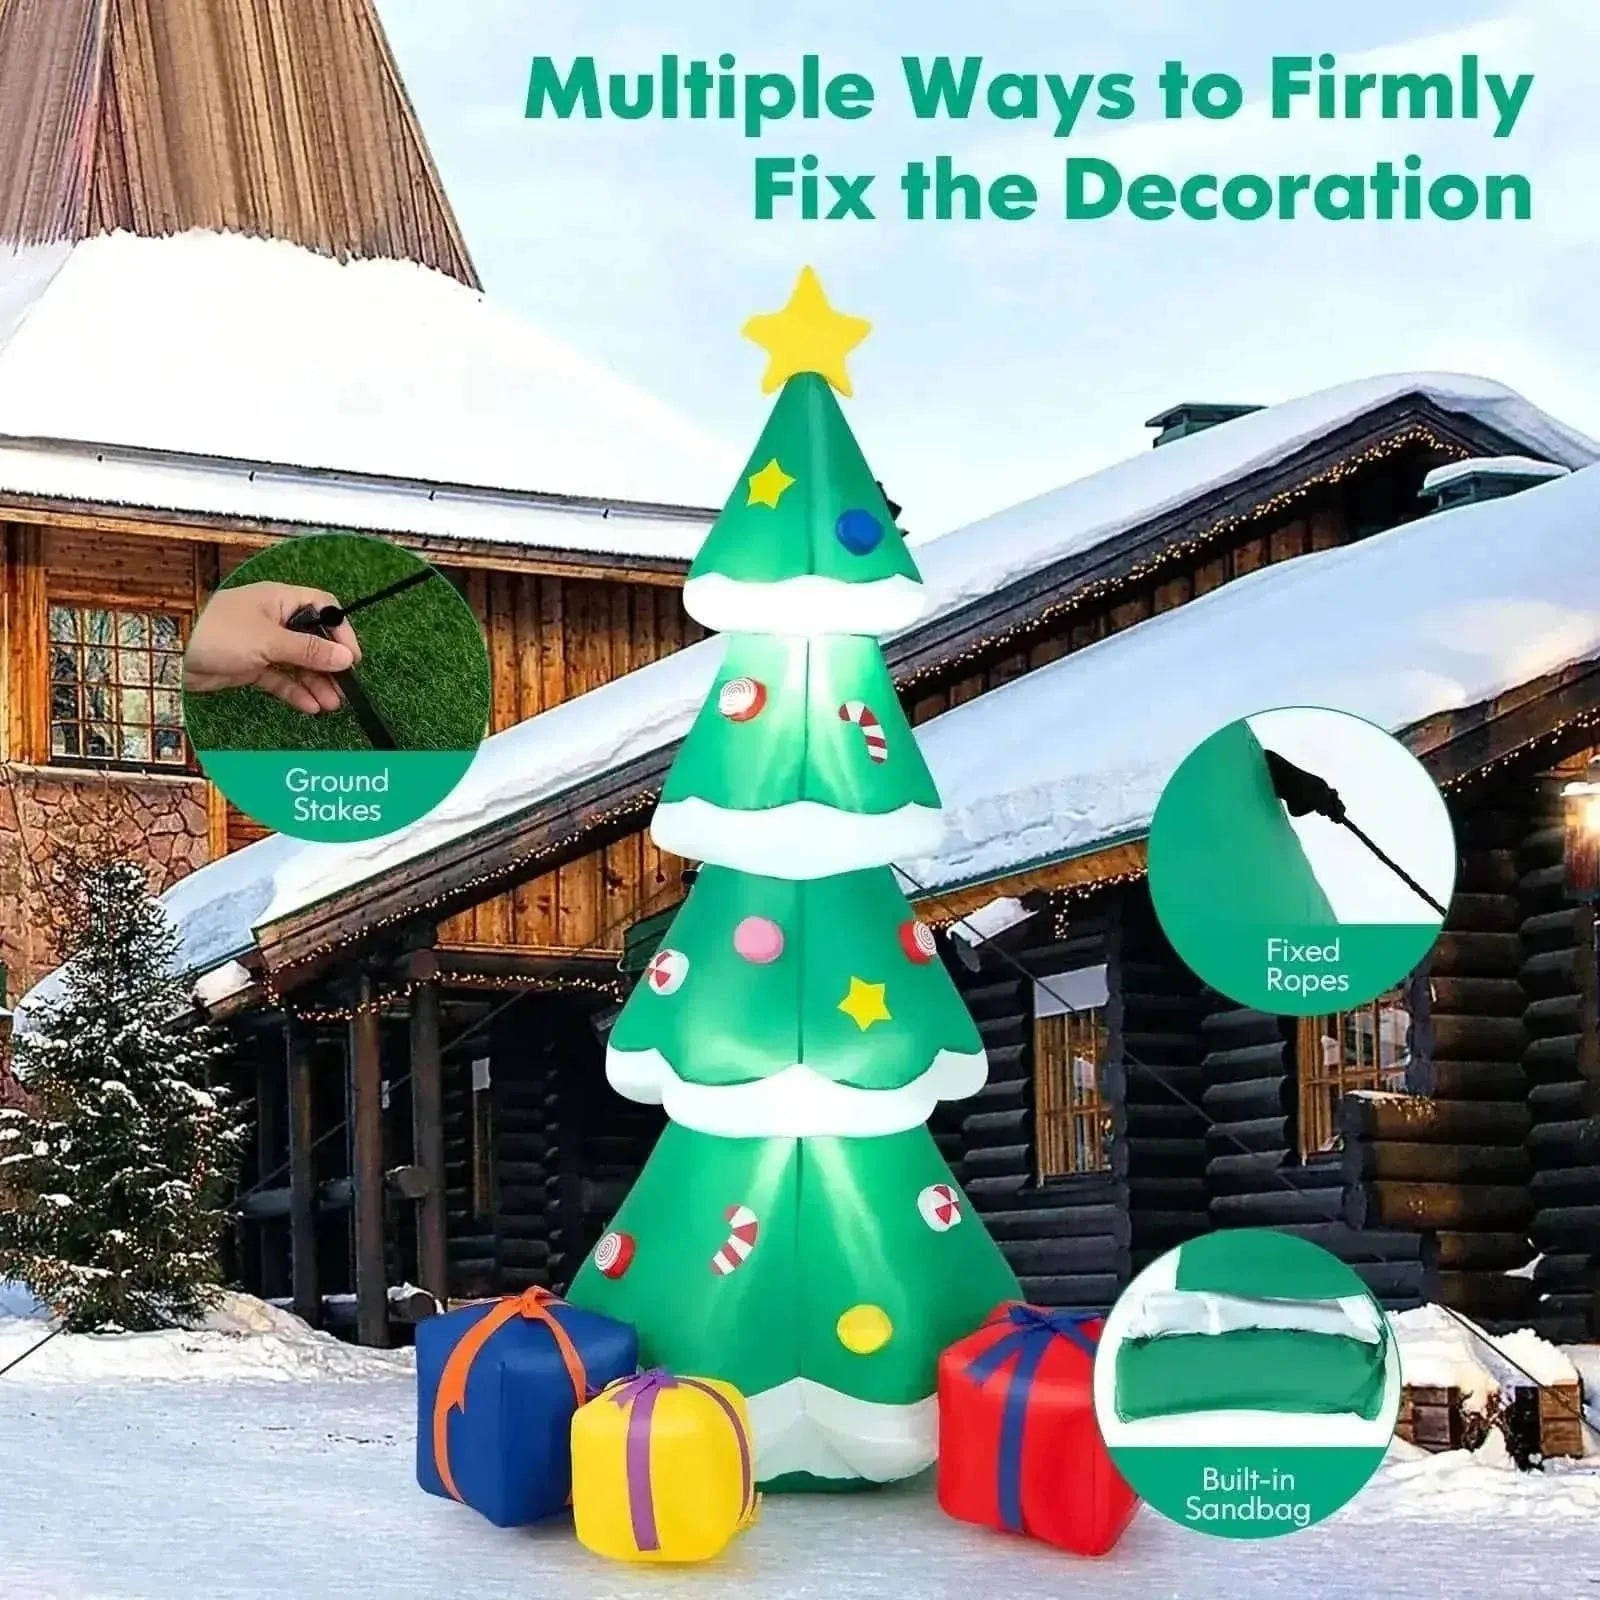 Multiple Ways to Firmly
Fix the Decoration
Ground
Stakes
Fixed
Ropes
Built-in
Sandbag